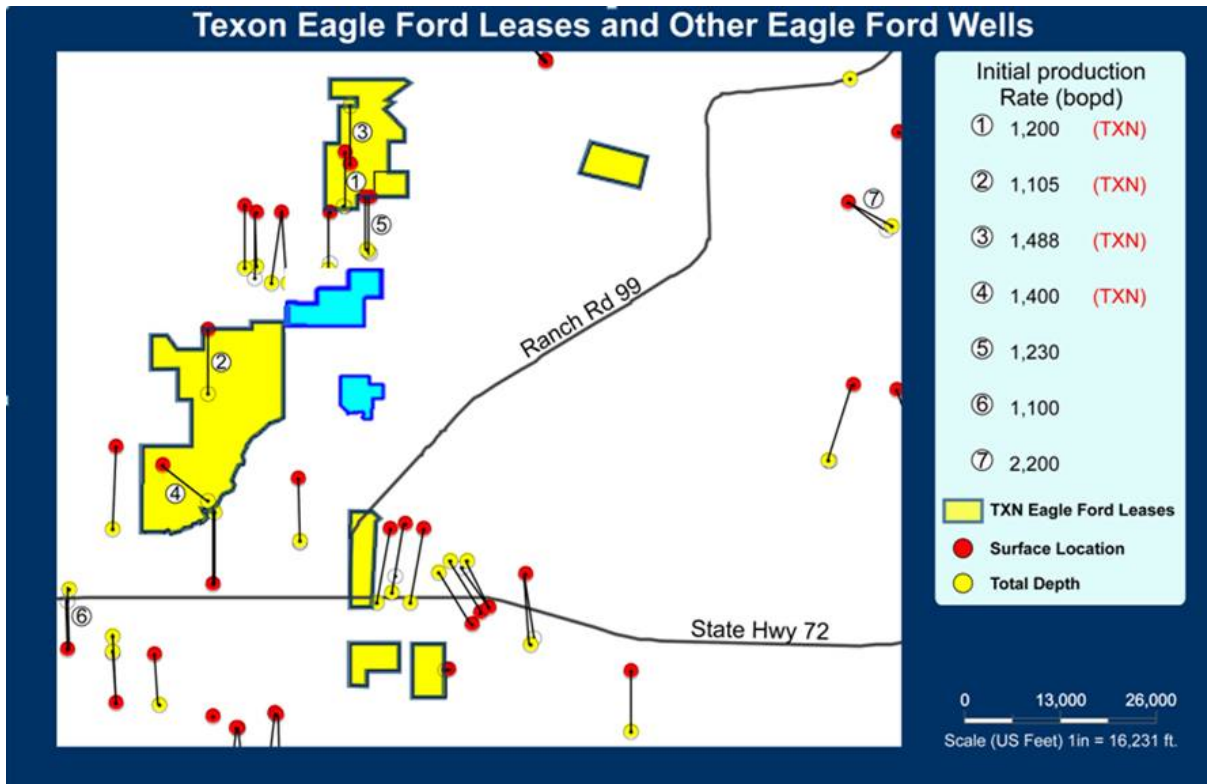 Texon Eagle Ford Leases and Other Eagle Ford Wells
Initial production
Rate (bopd)
① 1,200 (TXN)
② 1,105 (TXN)
③ 1,488 (TXN)
④ 1,400 (TXN)
⑤ 1,230
⑥ 1,100
⑦ 2,200
TXN Eagle Ford Leases
Surface Location
Total Depth
③
①
⑤
⑦
②
④
⑥
Ranch Rd 99
State Hwy 72
0 13,000 26,000
Scale (US Feet) 1in = 16,231 ft.